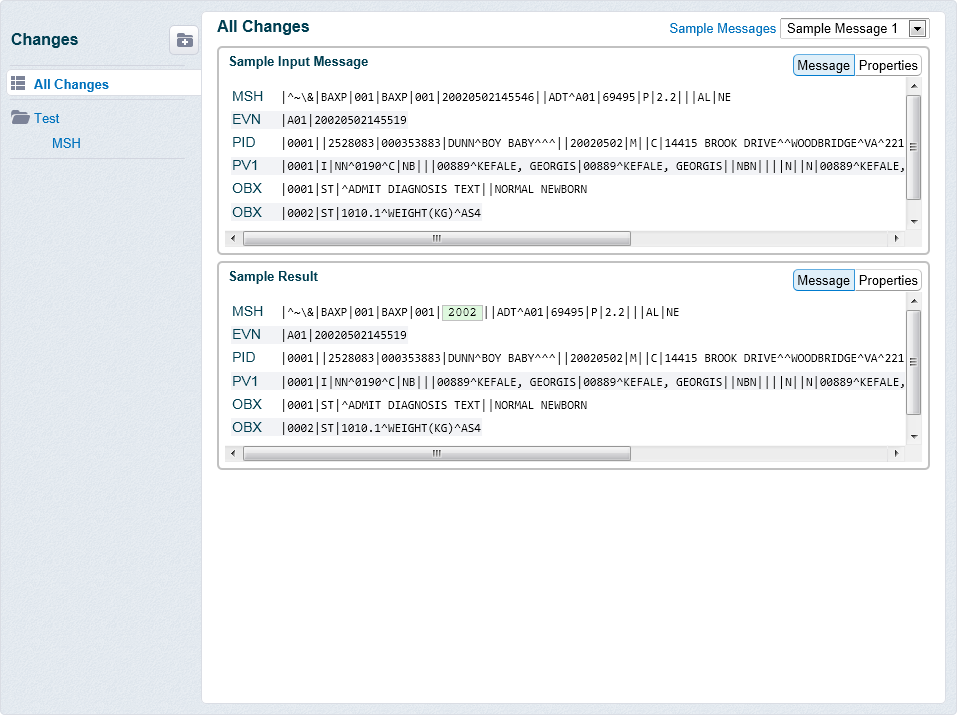 Changes
All Changes
Test
MSH
All Changes
Sample Messages Sample Message 1
Sample Input Message
Message Properties
MSH |^~\&|BAXP|001|BAXP|001|20020502145546||ADT^A01|69495|P|2.2|||AL|NE
EVN |A01|20020502145519
PID |0001||2528083|000353883|DUNN^BOY BABY^^^||20020502|M||C|14415 BROOK DRIVE^^WOODBRIDGE^VA^221
PV1 |0001|I|NN^0190^C|NB|||00889^KEFALE, GEORGIS|00889^KEFALE, GEORGIS||NBN||||N||N|00889^KEFALE,
OBX |0001|ST|^ADMIT DIAGNOSIS TEXT||NORMAL NEWBORN
OBX |0002|ST|1010.1^WEIGHT(KG)^AS4
Sample Result
Message Properties
MSH |^~\&|BAXP|001|BAXP|001|2002||ADT^A01|69495|P|2.2|||AL|NE
EVN |A01|20020502145519
PID |0001||2528083|000353883|DUNN^BOY BABY^^^||20020502|M||C|14415 BROOK DRIVE^^WOODBRIDGE^VA^221
PV1 |0001|I|NN^0190^C|NB|||00889^KEFALE, GEORGIS|00889^KEFALE, GEORGIS||NBN||||N||N|00889^KEFALE,
OBX |0001|ST|^ADMIT DIAGNOSIS TEXT||NORMAL NEWBORN
OBX |0002|ST|1010.1^WEIGHT(KG)^AS4